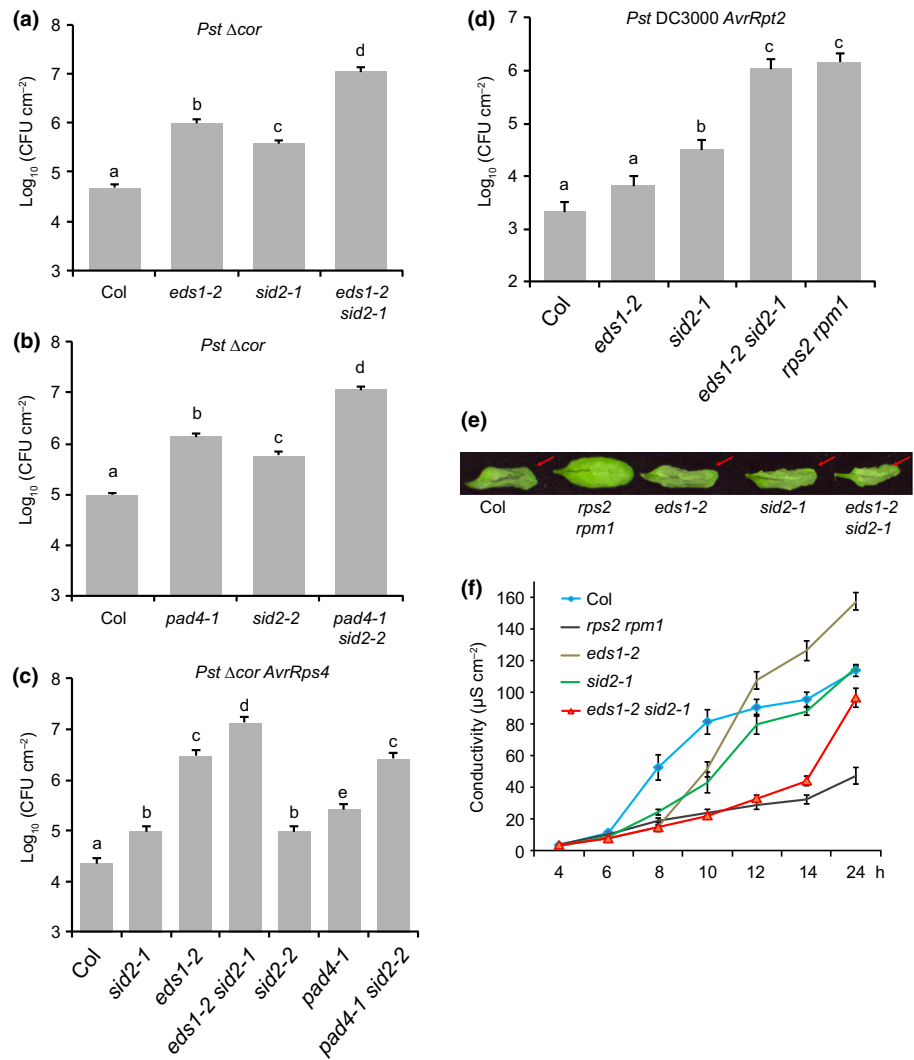 (a)
Pst Δcor
Log₁₀ (CFU cm⁻²)
8
7
6
5
4
3
a
b
c
d
Col
eds1-2
sid2-1
eds1-2
sid2-1
(b)
Pst Δcor
Log₁₀ (CFU cm⁻²)
8
7
6
5
4
3
a
b
c
d
Col
pad4-1
sid2-2
pad4-1
sid2-2
(c)
Pst Δcor AvrRps4
Log₁₀ (CFU cm⁻²)
8
7
6
5
4
3
a
b
c
d
b
e
c
Col
sid2-1
eds1-2
eds1-2 sid2-1
sid2-2
pad4-1
pad4-1 sid2-2
(d)
Pst DC3000 AvrRpt2
Log₁₀ (CFU cm⁻²)
7
6
5
4
3
2
a
a
b
c
c
Col
eds1-2
sid2-1
eds1-2 sid2-1
rps2 rpm1
(e)
Col
rps2
rpm1
eds1-2
sid2-1
eds1-2
sid2-1
(f)
Conductivity (µS cm⁻²)
160
140
120
100
80
60
40
20
0
Col
rps2 rpm1
eds1-2
sid2-1
eds1-2 sid2-1
4 6 8 10 12 14 24 h